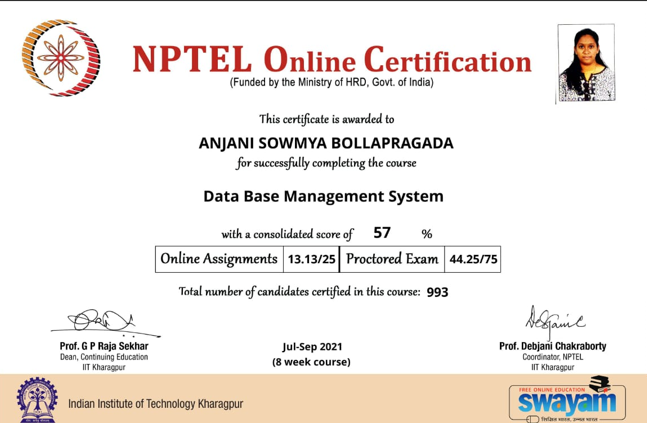 NPTEL Online Certification
(Funded by the Ministry of HRD, Govt. of India)
This certificate is awarded to
ANJANI SOWMYA BOLLAPRAGADA
for successfully completing the course
Data Base Management System
with a consolidated score of 57 %
Online Assignments 13.13/25 Proctored Exam 44.25/75
Total number of candidates certified in this course: 993
Prof. G P Raja Sekhar
Dean, Continuing Education
IIT Kharagpur
Jul-Sep 2021
(8 week course)
Prof. Debjani Chakraborty
Coordinator, NPTEL
IIT Kharagpur
Indian Institute of Technology Kharagpur
FREE ONLINE EDUCATION
swayam
शिक्षित भारत, उन्नत भारत